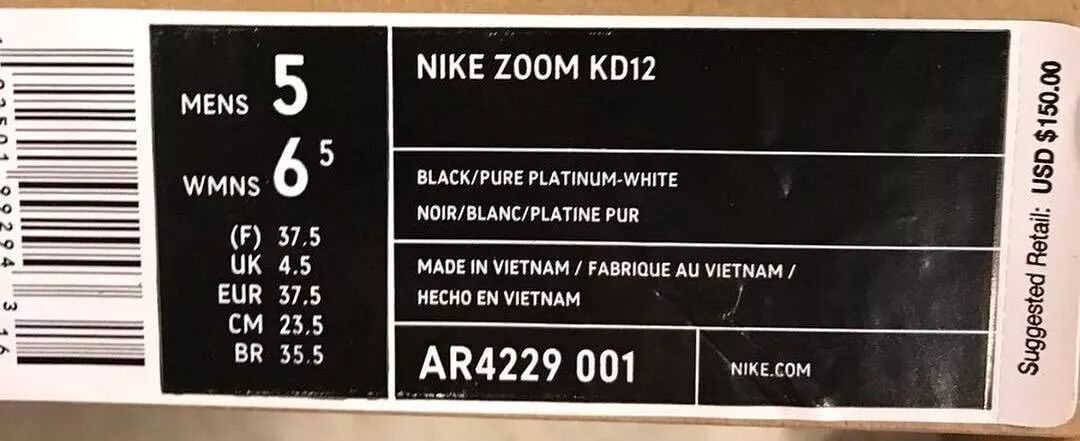 MENS 5
WMNS 6 5
(F) 37.5
UK 4.5
EUR 37.5
CM 23.5
BR 35.5
NIKE ZOOM KD12
BLACK/PURE PLATINUM-WHITE
NOIR/BLANC/PLATINE PUR
MADE IN VIETNAM / FABRIQUE AU VIETNAM /
HECHO EN VIETNAM
AR4229 001
NIKE.COM
Suggested Retail: USD $150.00